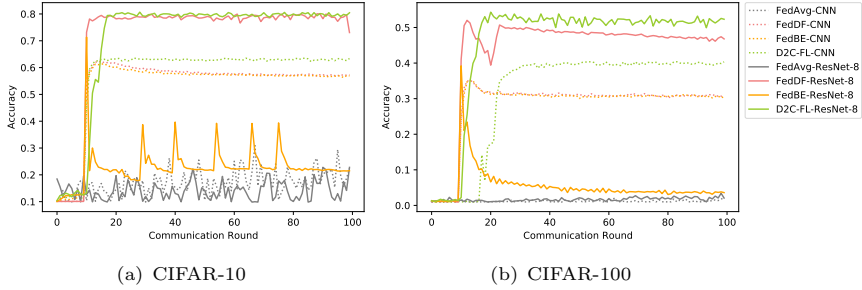 0.8
0.7
0.6
0.5
0.4
0.3
0.2
0.1
Accuracy
0 20 40 60 80 100
Communication Round
(a) CIFAR-10
0.5
0.4
0.3
0.2
0.1
0.0
Accuracy
0 20 40 60 80 100
Communication Round
(b) CIFAR-100
FedAvg-CNN
FedDF-CNN
FedBE-CNN
D2C-FL-CNN
FedAvg-ResNet-8
FedDF-ResNet-8
FedBE-ResNet-8
D2C-FL-ResNet-8